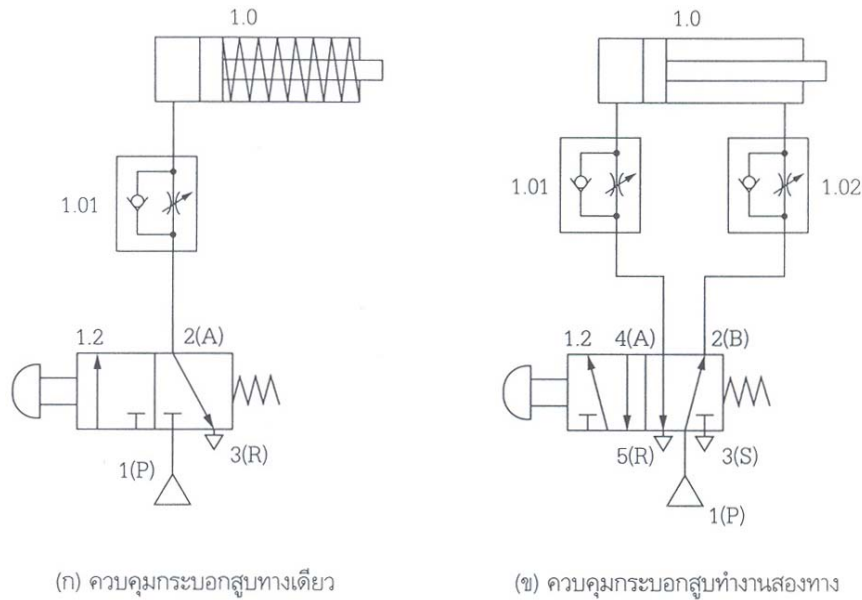 1.0
1.01
1.2
2(A)
3(R)
1(P)
(ก) ควบคุมกระบอกสูบทางเดียว
1.0
1.01
1.02
1.2
4(A)
2(B)
5(R)
3(S)
1(P)
(ข) ควบคุมกระบอกสูบทำงานสองทาง